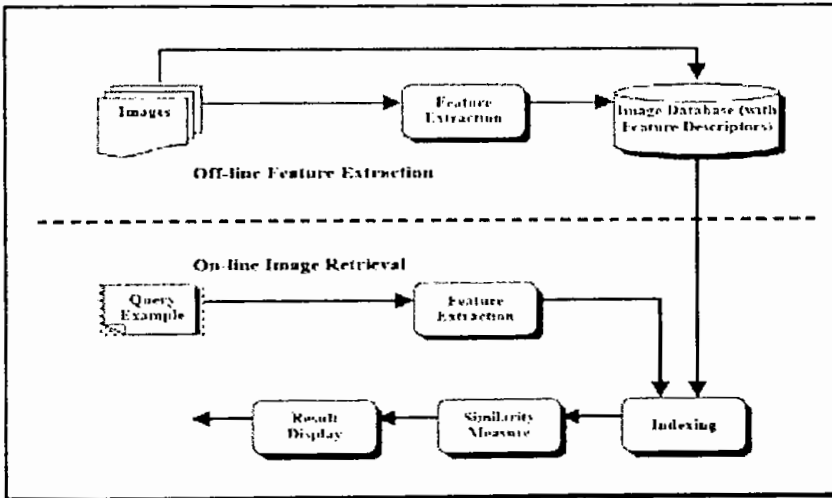 Images
Feature
Extraction
Image Database (with
Feature Descriptors)
Off-line Feature Extraction
On-line Image Retrieval
Query
Example
Feature
Extraction
Result
Display
Similarity
Measure
Indexing